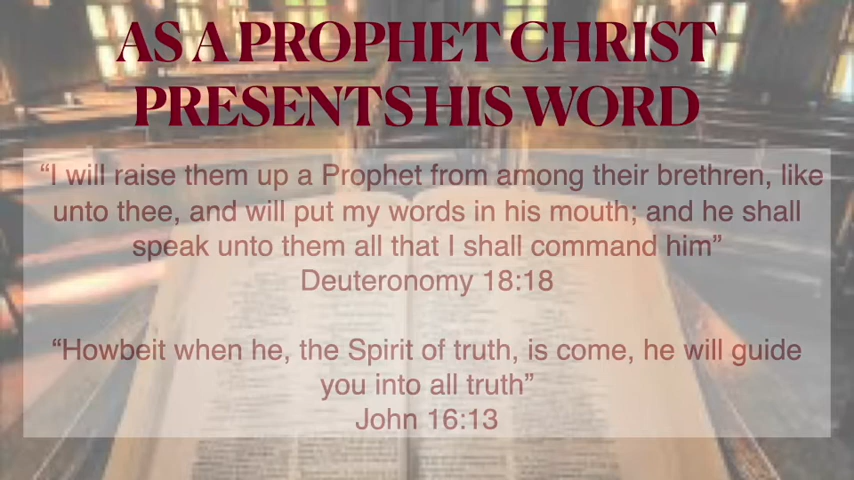 AS A PROPHET CHRIST
PRESENTS HIS WORD
“I will raise them up a Prophet from among their brethren, like
unto thee, and will put my words in his mouth; and he shall
speak unto them all that I shall command him”
Deuteronomy 18:18
“Howbeit when he, the Spirit of truth, is come, he will guide
you into all truth”
John 16:13